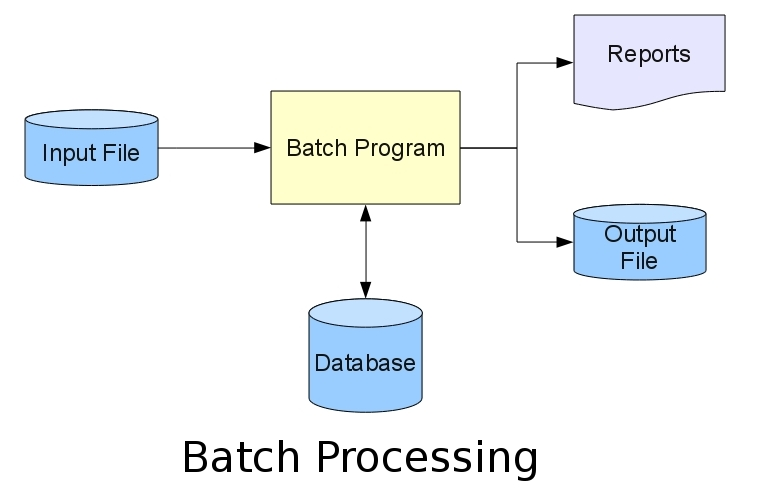 Reports
Input File
Batch Program
Output
File
Database
Batch Processing